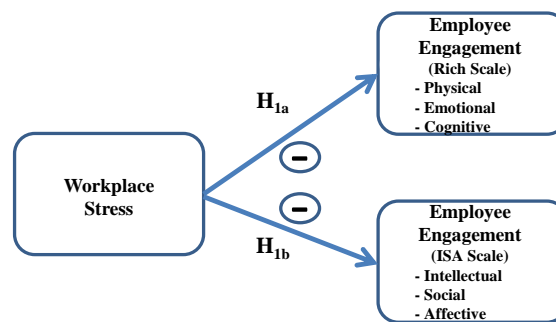 Employee
Engagement
(Rich Scale)
- Physical
- Emotional
- Cognitive
H1a
–
Workplace
Stress
–
H1b
Employee
Engagement
(ISA Scale)
- Intellectual
- Social
- Affective